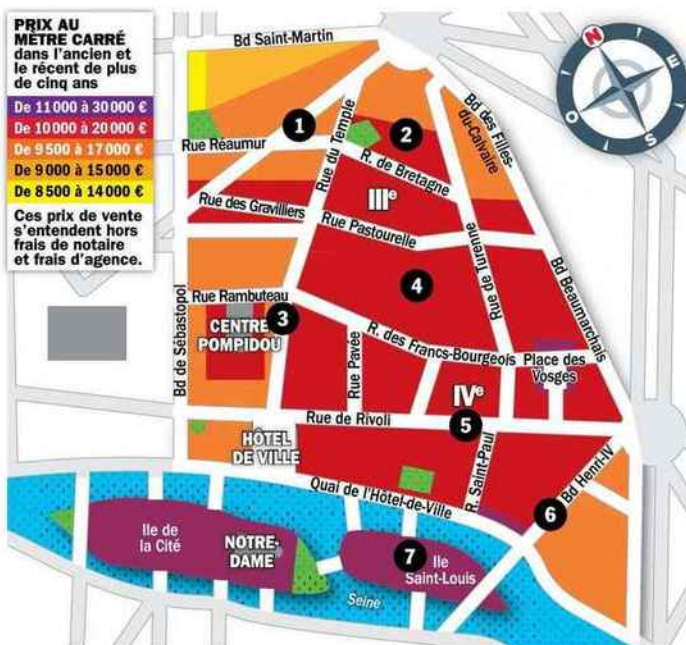 PRIX AU
MÈTRE CARRÉ
dans l'ancien et
le récent de plus
de cinq ans
De 11 000 à 30 000 €
De 10 000 à 20 000 €
De 9 500 à 17 000 €
De 9 000 à 15 000 €
De 8 500 à 14 000 €
Ces prix de vente
s'entendent hors
frais de notaire
et frais d'agence.
Bd Saint-Martin
N
E
S
O
Bd des Filles-
du-Calvaire
1
2
Rue Réaumur
Rue du Temple
R. de Bretagne
Rue des Gravilliers
IIIe
Rue Pastourelle
Rue de Turenne
Bd Beaumarchais
4
Bd de Sébastopol
Rue Rambuteau
3
CENTRE
POMPIDOU
Rue Pavée
R. des Francs-Bourgeois
Place des
Vosges
IVe
Rue de Rivoli
5
HÔTEL
DE VILLE
R. Saint-Paul
Bd Henri-IV
Quai de l'Hôtel-de-Ville
6
Ile de
la Cité
NOTRE-
DAME
7
Ile
Saint-Louis
Seine